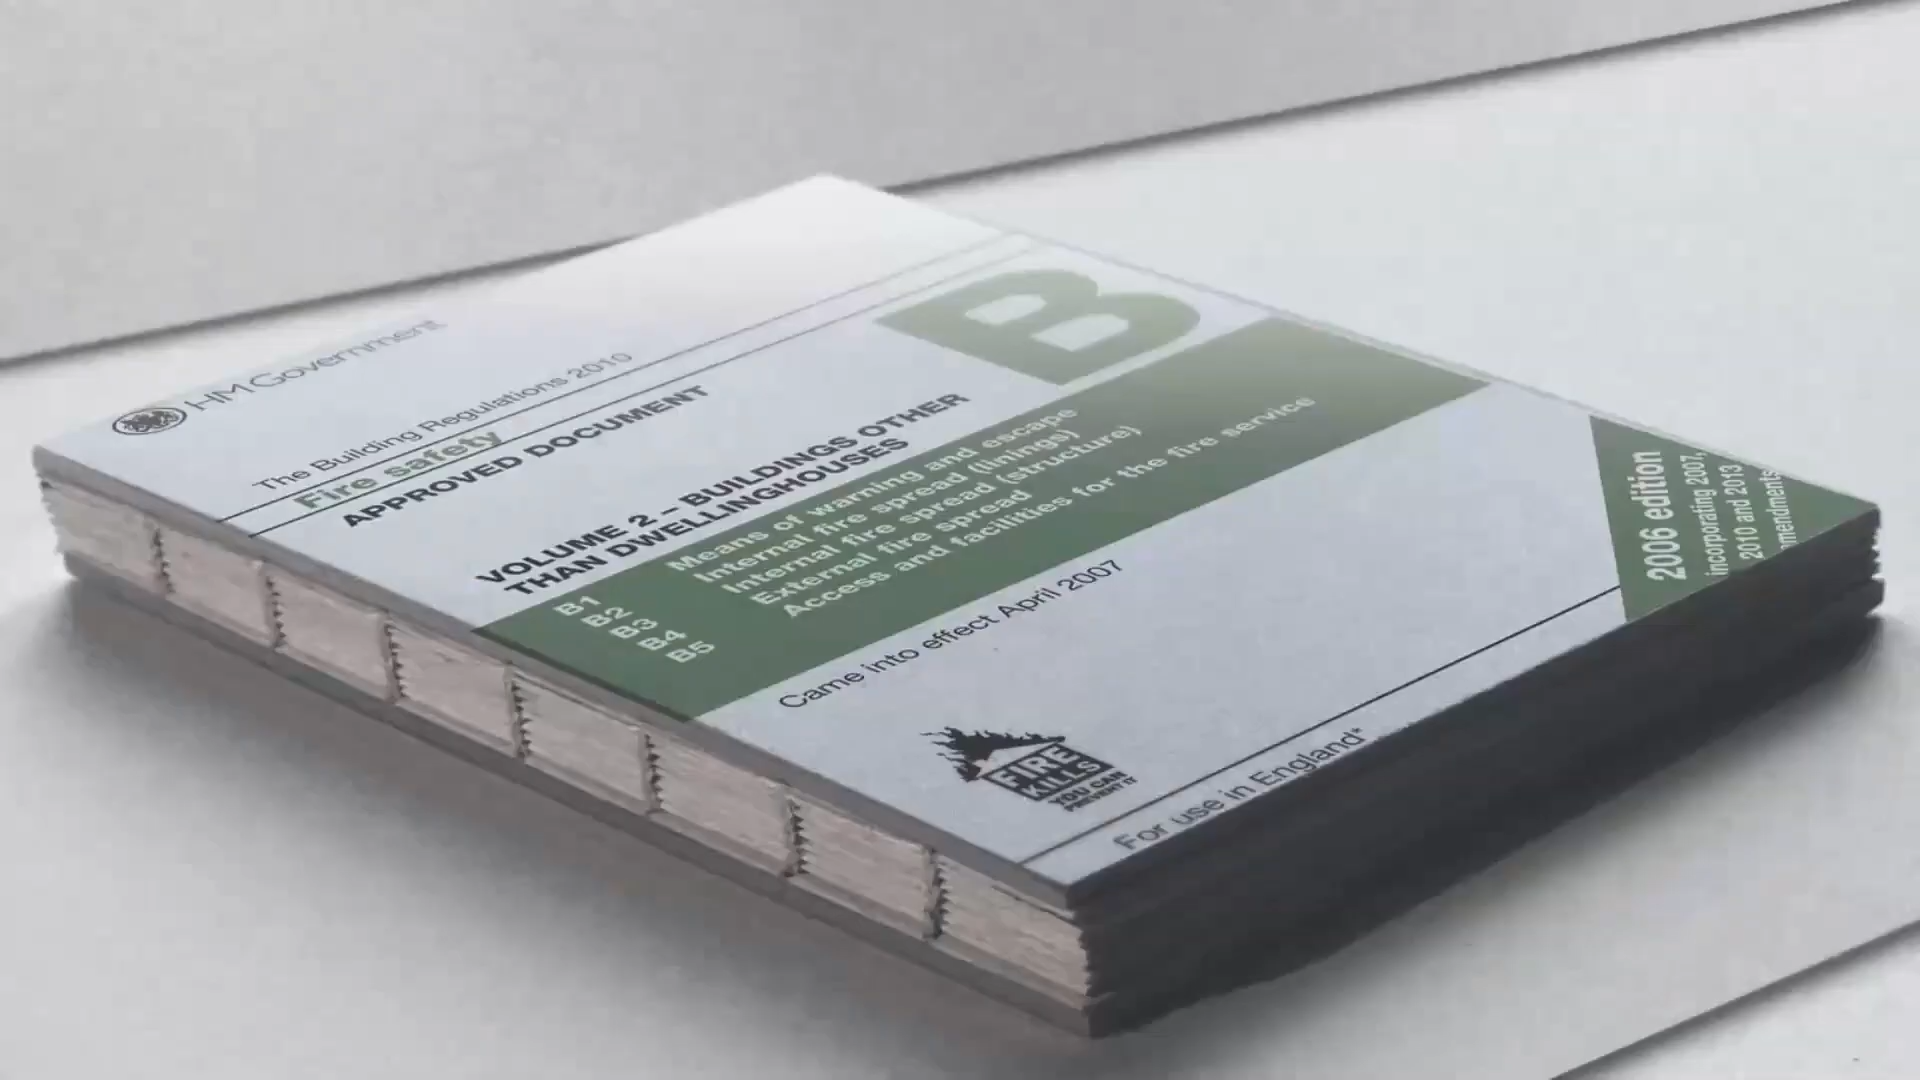 HM Government
The Building Regulations 2010
Fire safety
APPROVED DOCUMENT
B
VOLUME 2 – BUILDINGS OTHER
THAN DWELLINGHOUSES
B1 Means of warning and escape
B2 Internal fire spread (linings)
B3 Internal fire spread (structure)
B4 External fire spread
B5 Access and facilities for the fire service
Came into effect April 2007
2006 edition
incorporating 2007,
2010 and 2013
amendments
FIRE
KILLS
YOU CAN
PREVENT IT
For use in England*